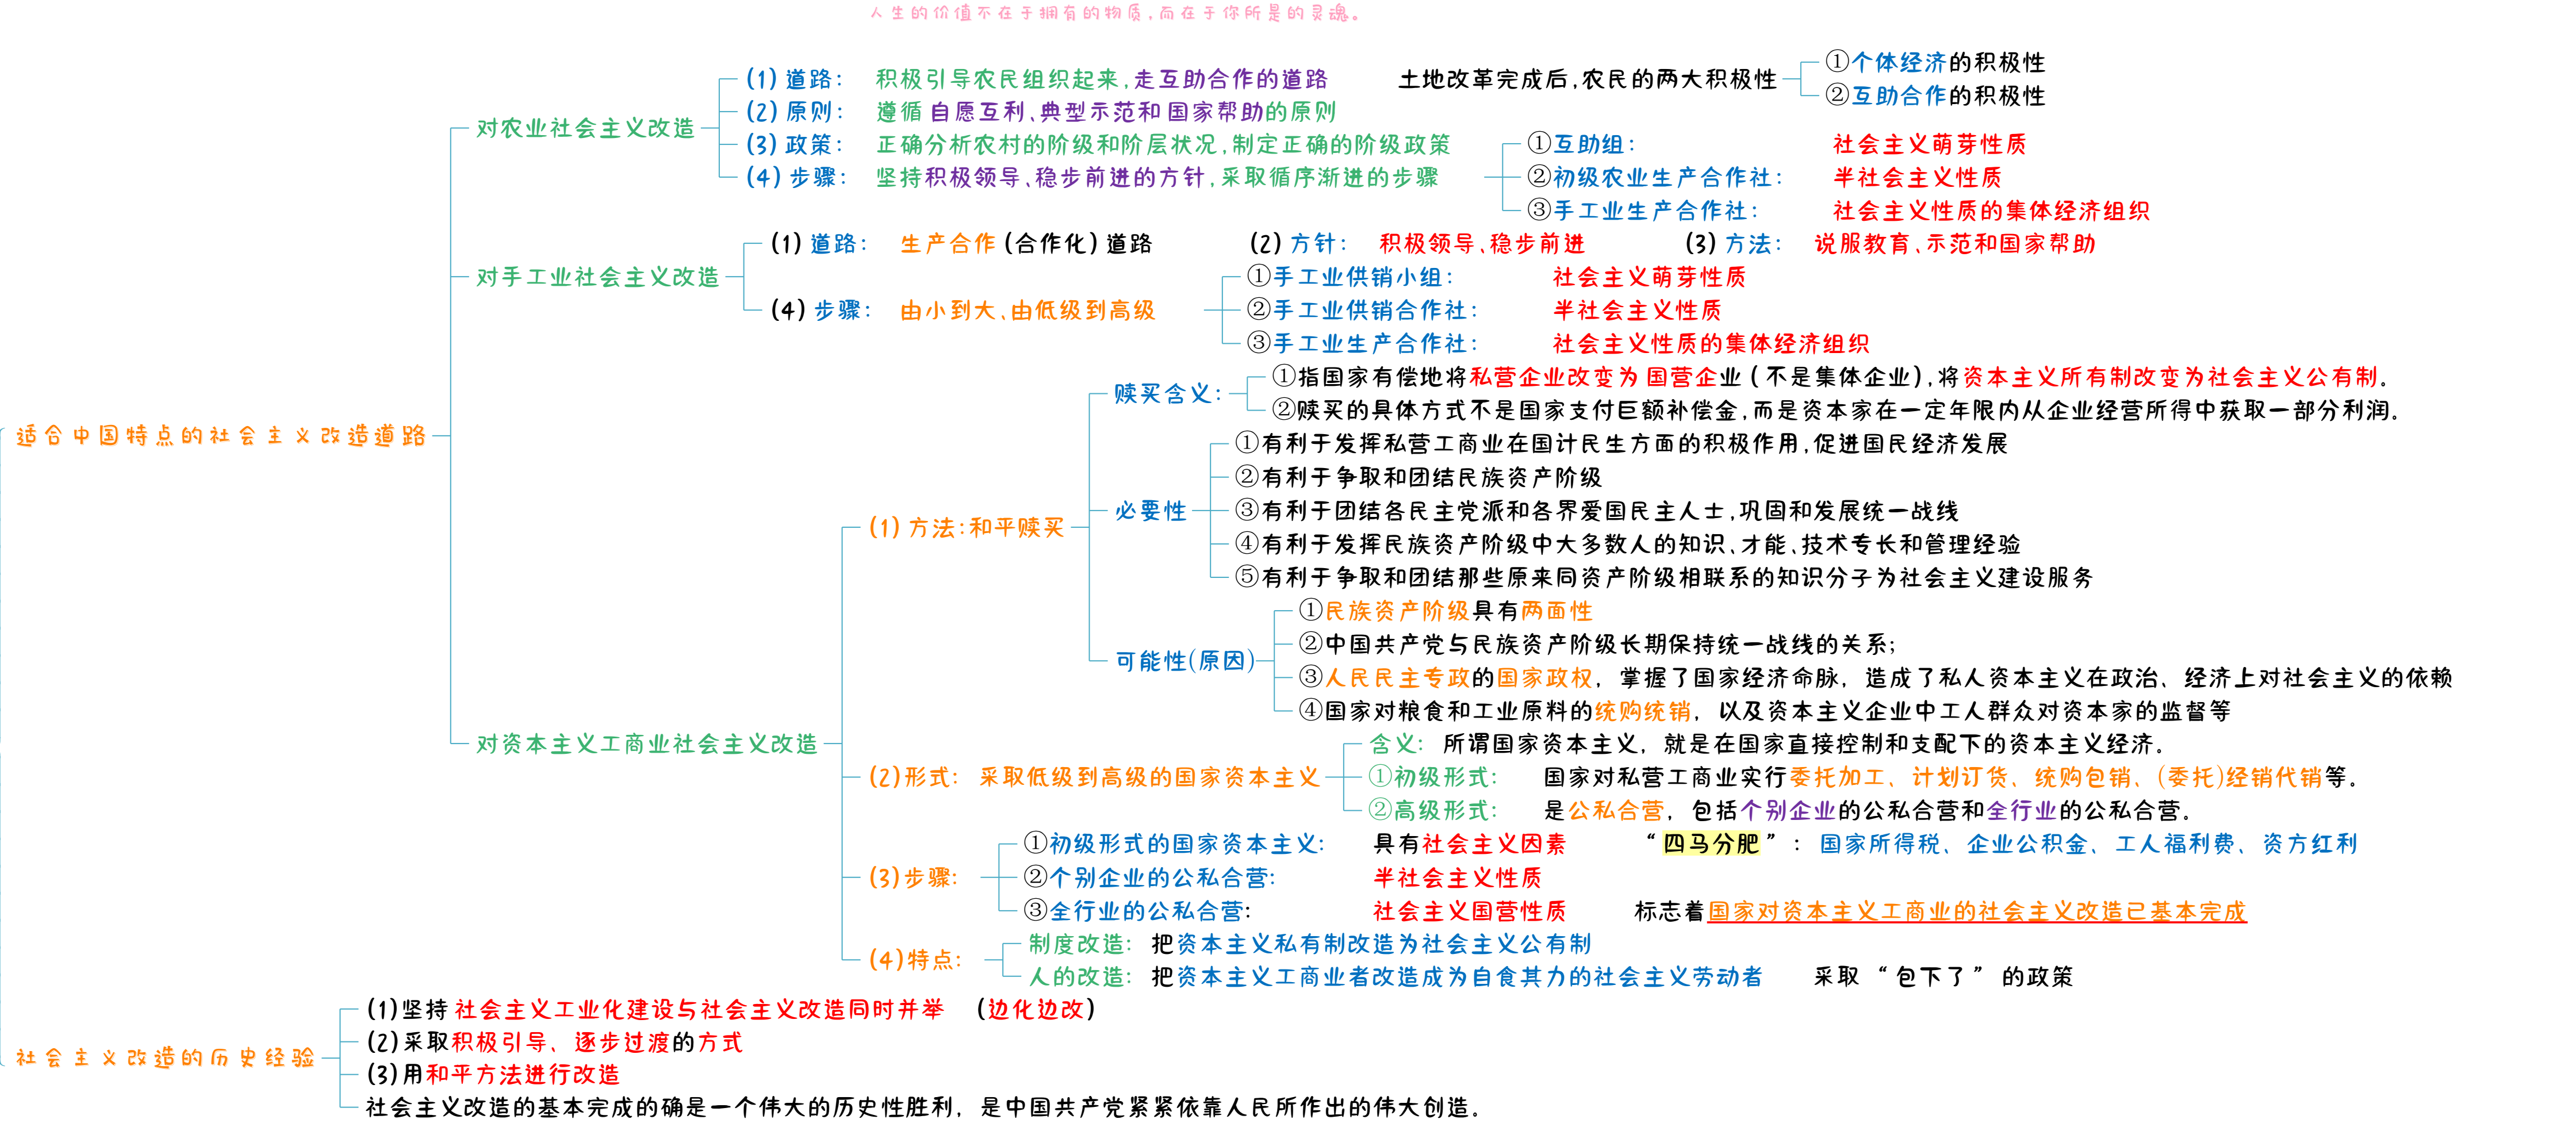 人生的价值不在于拥有的物质,而在于你所是的灵魂。
适合中国特点的社会主义改造道路
对农业社会主义改造
(1) 道路: 积极引导农民组织起来,走互助合作的道路 土地改革完成后,农民的两大积极性
①个体经济的积极性
②互助合作的积极性
(2) 原则: 遵循 自愿互利、典型示范和 国家帮助的原则
(3) 政策: 正确分析农村的阶级和阶层状况,制定正确的阶级政策
(4) 步骤: 坚持积极领导、稳步前进的方针,采取循序渐进的步骤
①互助组: 社会主义萌芽性质
②初级农业生产合作社: 半社会主义性质
③手工业生产合作社: 社会主义性质的集体经济组织
对手工业社会主义改造
(1) 道路: 生产合作 (合作化) 道路 (2) 方针: 积极领导、稳步前进 (3) 方法: 说服教育、示范和国家帮助
(4) 步骤: 由小到大、由低级到高级
①手工业供销小组: 社会主义萌芽性质
②手工业供销合作社: 半社会主义性质
③手工业生产合作社: 社会主义性质的集体经济组织
对资本主义工商业社会主义改造
(1) 方法:和平赎买
赎买含义:
①指国家有偿地将私营企业改变为 国营企业 (不是集体企业),将资本主义所有制改变为社会主义公有制。
②赎买的具体方式不是国家支付巨额补偿金,而是资本家在一定年限内从企业经营所得中获取一部分利润。
必要性
①有利于发挥私营工商业在国计民生方面的积极作用,促进国民经济发展
②有利于争取和团结民族资产阶级
③有利于团结各民主党派和各界爱国民主人士,巩固和发展统一战线
④有利于发挥民族资产阶级中大多数人的知识、才能、技术专长和管理经验
⑤有利于争取和团结那些原来同资产阶级相联系的知识分子为社会主义建设服务
可能性(原因)
①民族资产阶级具有两面性
②中国共产党与民族资产阶级长期保持统一战线的关系;
③人民民主专政的国家政权，掌握了国家经济命脉，造成了私人资本主义在政治、经济上对社会主义的依赖
④国家对粮食和工业原料的统购统销，以及资本主义企业中工人群众对资本家的监督等
(2)形式: 采取低级到高级的国家资本主义
含义: 所谓国家资本主义，就是在国家直接控制和支配下的资本主义经济。
①初级形式: 国家对私营工商业实行委托加工、计划订货、统购包销、(委托)经销代销等。
②高级形式: 是公私合营，包括个别企业的公私合营和全行业的公私合营。
(3)步骤:
①初级形式的国家资本主义: 具有社会主义因素 “四马分肥”: 国家所得税、企业公积金、工人福利费、资方红利
②个别企业的公私合营: 半社会主义性质
③全行业的公私合营: 社会主义国营性质 标志着国家对资本主义工商业的社会主义改造已基本完成
(4)特点:
制度改造: 把资本主义私有制改造为社会主义公有制
人的改造: 把资本主义工商业者改造成为自食其力的社会主义劳动者 采取 “包下了” 的政策
社会主义改造的历史经验
(1)坚持 社会主义工业化建设与社会主义改造同时并举 (边化边改)
(2)采取积极引导、逐步过渡的方式
(3)用和平方法进行改造
社会主义改造的基本完成的确是一个伟大的历史性胜利，是中国共产党紧紧依靠人民所作出的伟大创造。